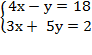 4x − y = 18
3x + 5y = 2